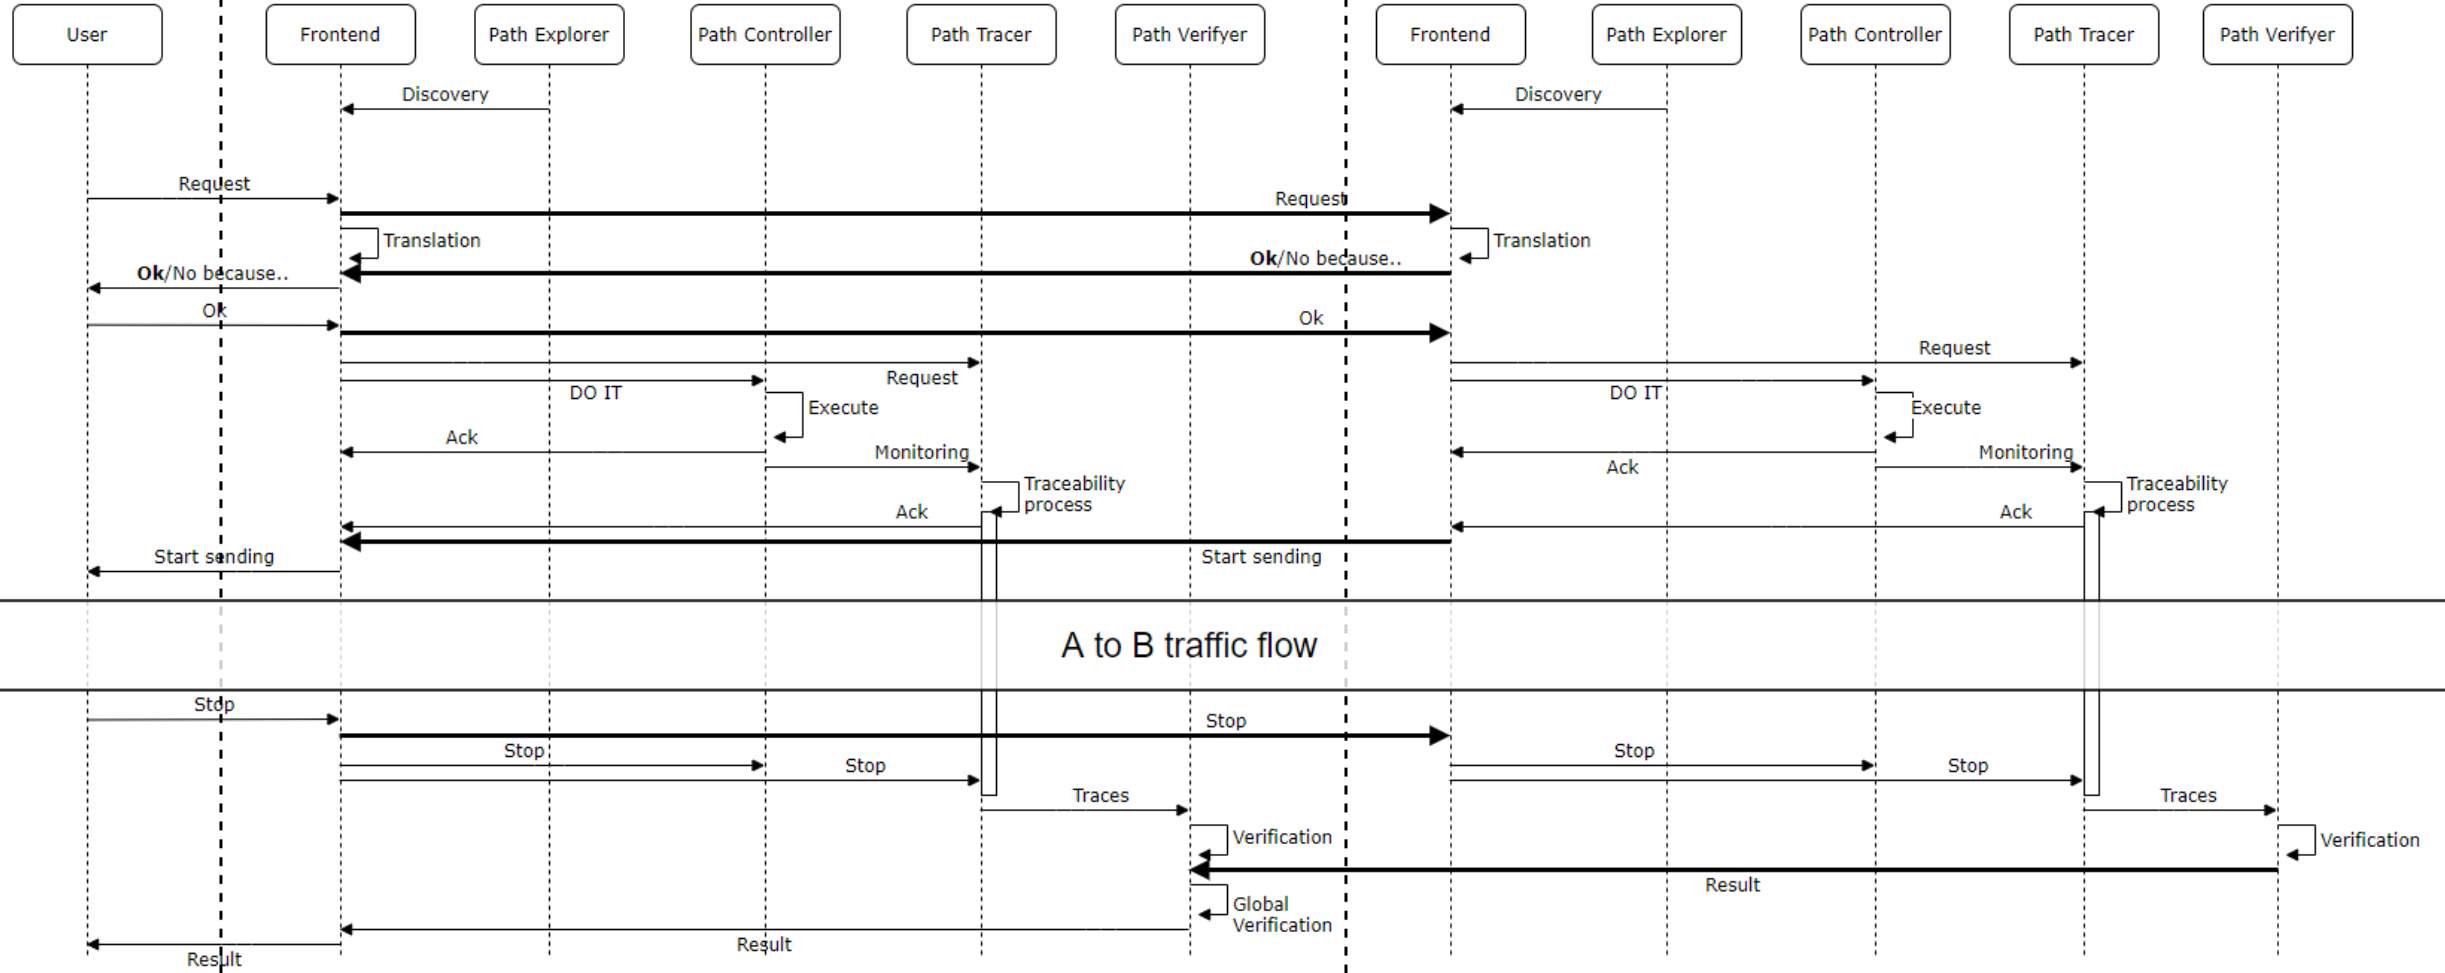 User
Frontend
Path Explorer
Path Controller
Path Tracer
Path Verifyer
Frontend
Path Explorer
Path Controller
Path Tracer
Path Verifyer
Discovery
Discovery
Request
Request
Translation
Translation
Ok/No because..
Ok/No because..
Ok
Ok
Request
Request
DO IT
DO IT
Execute
Execute
Ack
Monitoring
Ack
Monitoring
Traceability
process
Traceability
process
Ack
Ack
Start sending
Start sending
A to B traffic flow
Stop
Stop
Stop
Stop
Stop
Stop
Traces
Traces
Verification
Verification
Result
Global
Verification
Result
Result